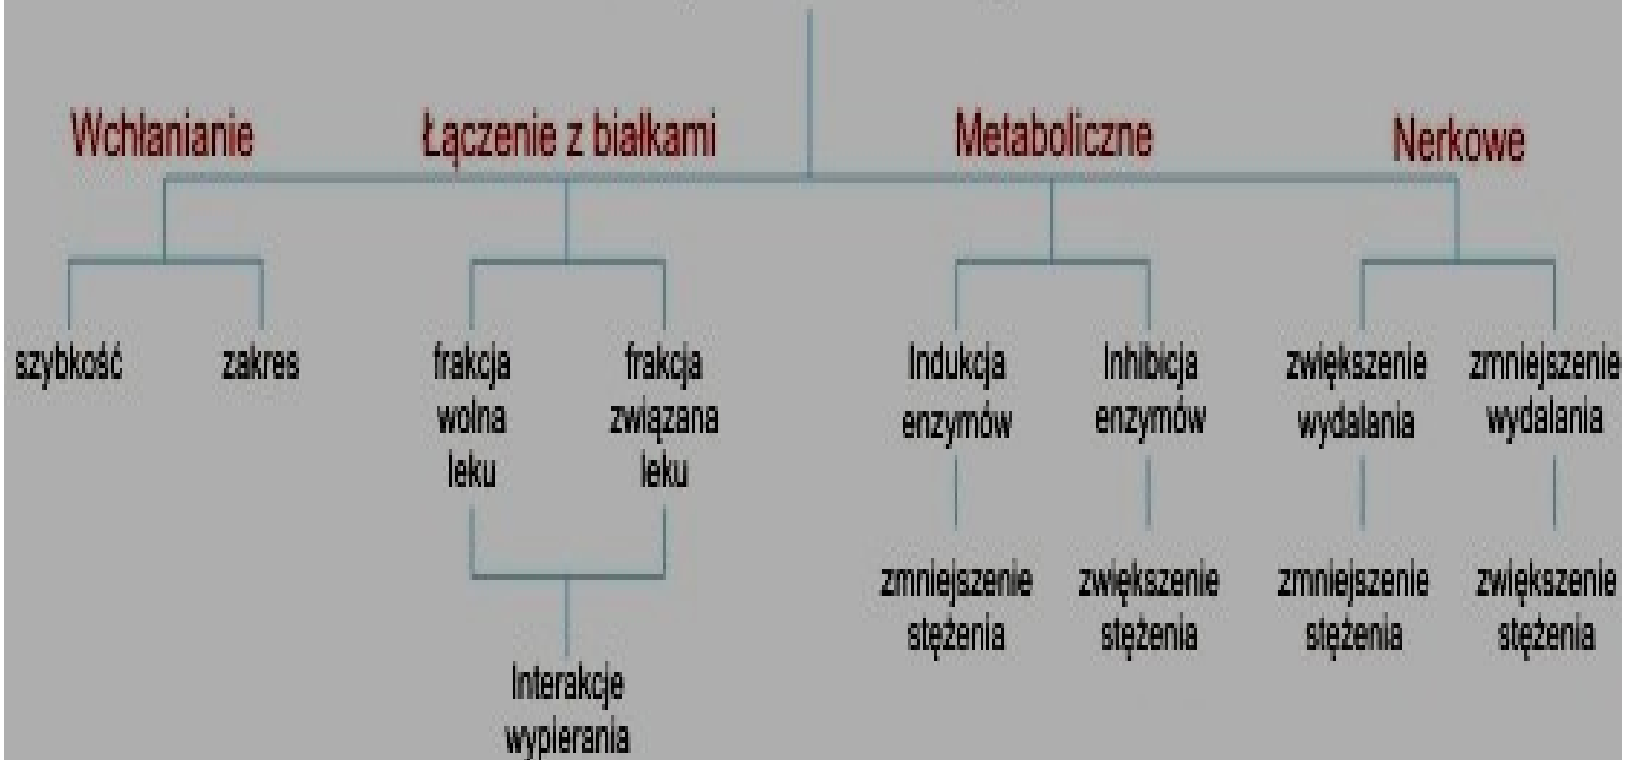 Wchłanianie
Łączenie z białkami
Metaboliczne
Nerkowe
szybkość
zakres
frakcja
wolna
leku
frakcja
związana
leku
Interakcje
wypierania
Indukcja
enzymów
zmniejszenie
stężenia
Inhibicja
enzymów
zwiększenie
stężenia
zwiększenie
wydalania
zmniejszenie
stężenia
zmniejszenie
wydalania
zwiększenie
stężenia